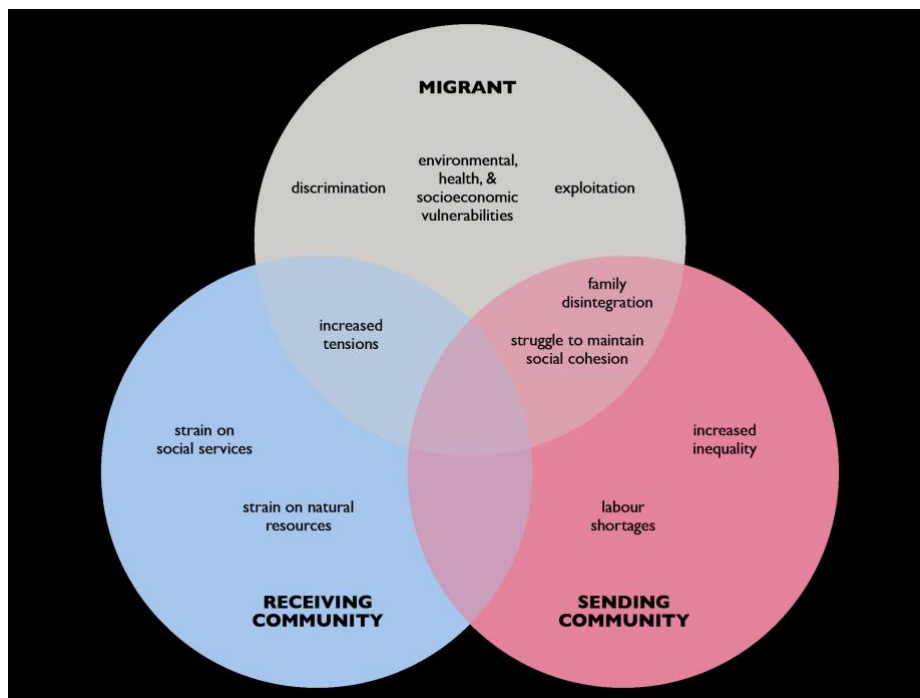 MIGRANT
discrimination
environmental,
health, &
socioeconomic
vulnerabilities
exploitation
increased
tensions
family
disintegration
struggle to maintain
social cohesion
strain on
social services
strain on natural
resources
increased
inequality
labour
shortages
RECEIVING
COMMUNITY
SENDING
COMMUNITY